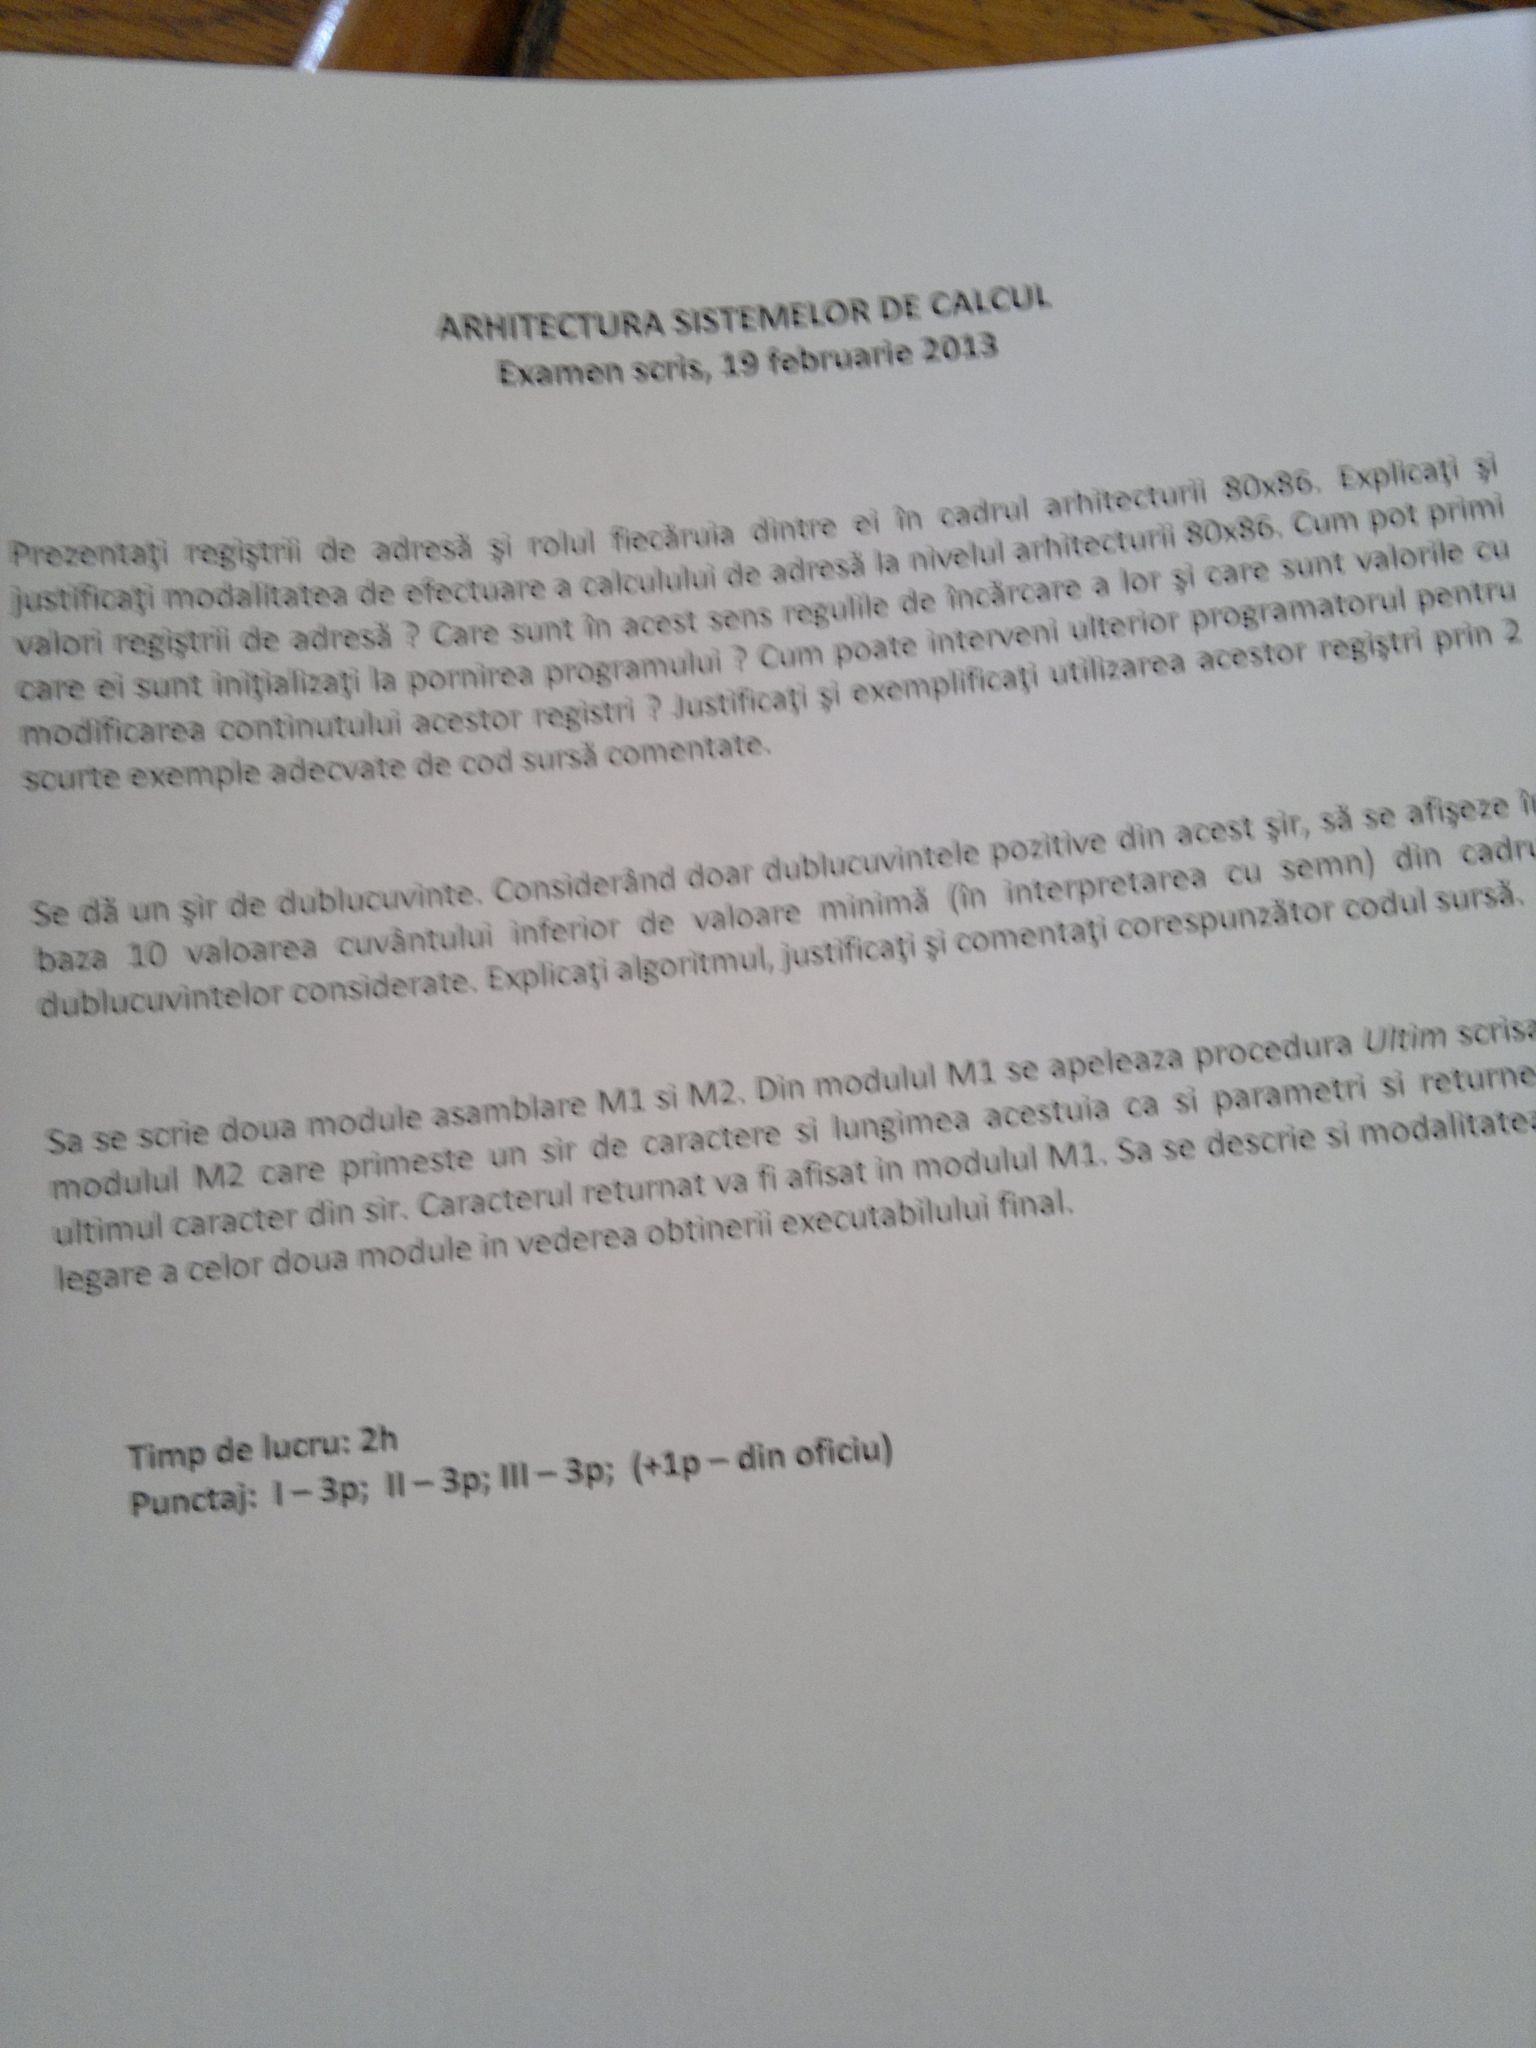 ARHITECTURA SISTEMELOR DE CALCUL
Examen scris, 19 februarie 2013
Prezentaţi regiştrii de adresă şi rolul fiecăruia dintre ei în cadrul arhitecturii 80x86. Explicaţi şi
justificaţi modalitatea de efectuare a calculului de adresă la nivelul arhitecturii 80x86. Cum pot primi
valori regiştrii de adresă ? Care sunt în acest sens regulile de încărcare a lor şi care sunt valorile cu
care ei sunt iniţializaţi la pornirea programului ? Cum poate interveni ulterior programatorul pentru
modificarea continutului acestor registri ? Justificaţi şi exemplificaţi utilizarea acestor regiştri prin 2
scurte exemple adecvate de cod sursă comentate.
Se dă un şir de dublucuvinte. Considerând doar dublucuvintele pozitive din acest şir, să se afişeze în
baza 10 valoarea cuvântului inferior de valoare minimă (în interpretarea cu semn) din cadru
dublucuvintelor considerate. Explicaţi algoritmul, justificaţi şi comentaţi corespunzător codul sursă.
Sa se scrie doua module asamblare M1 si M2. Din modulul M1 se apeleaza procedura Ultim scrisa
modulul M2 care primeste un sir de caractere si lungimea acestuia ca si parametri si returne
ultimul caracter din sir. Caracterul returnat va fi afisat in modulul M1. Sa se descrie si modalitatea
legare a celor doua module in vederea obtinerii executabilului final.
Timp de lucru: 2h
Punctaj: I – 3p; II – 3p; III – 3p; (+1p – din oficiu)